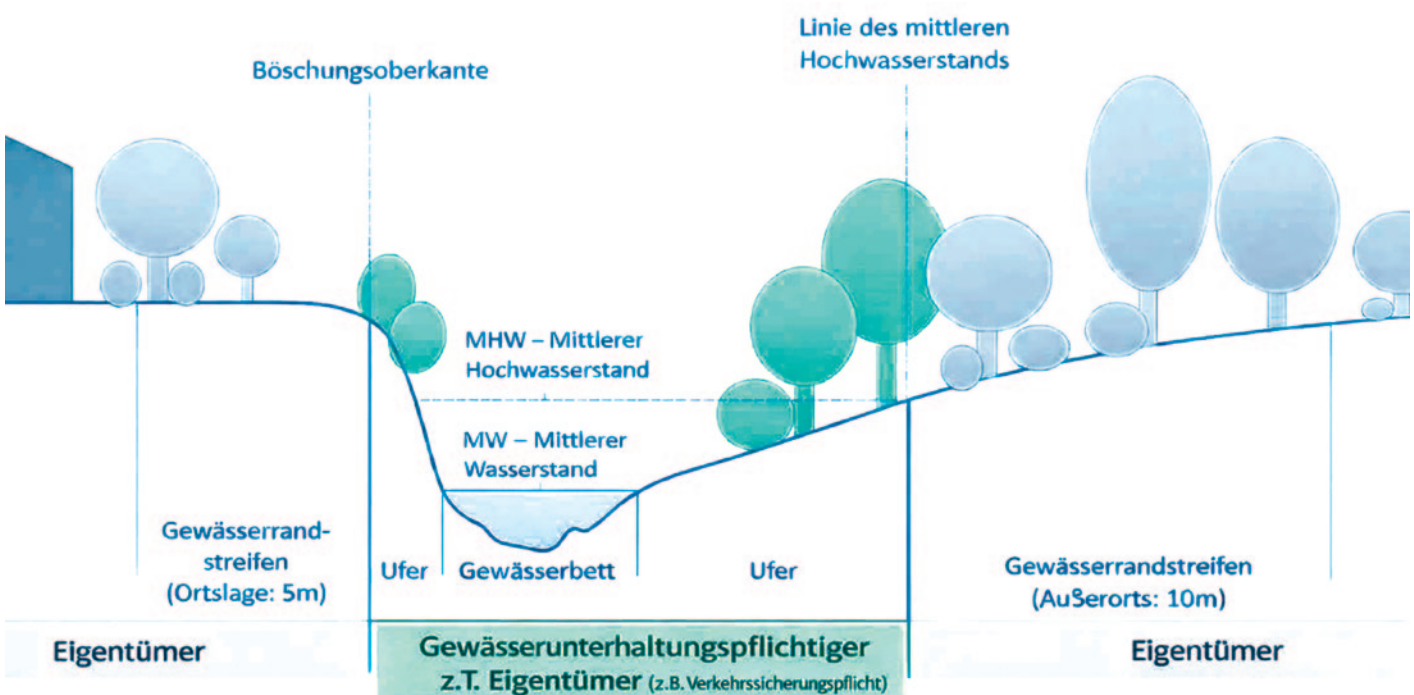 Linie des mittleren
Hochwasserstands
Böschungsoberkante
MHW – Mittlerer
Hochwasserstand
MW – Mittlerer
Wasserstand
Gewässerrand-
streifen
(Ortslage: 5m)
Ufer
Gewässerbett
Ufer
Gewässerrandstreifen
(Außerorts: 10m)
Eigentümer
Gewässerunterhaltungspflichtiger
z.T. Eigentümer (z.B. Verkehrssicherungspflicht)
Eigentümer